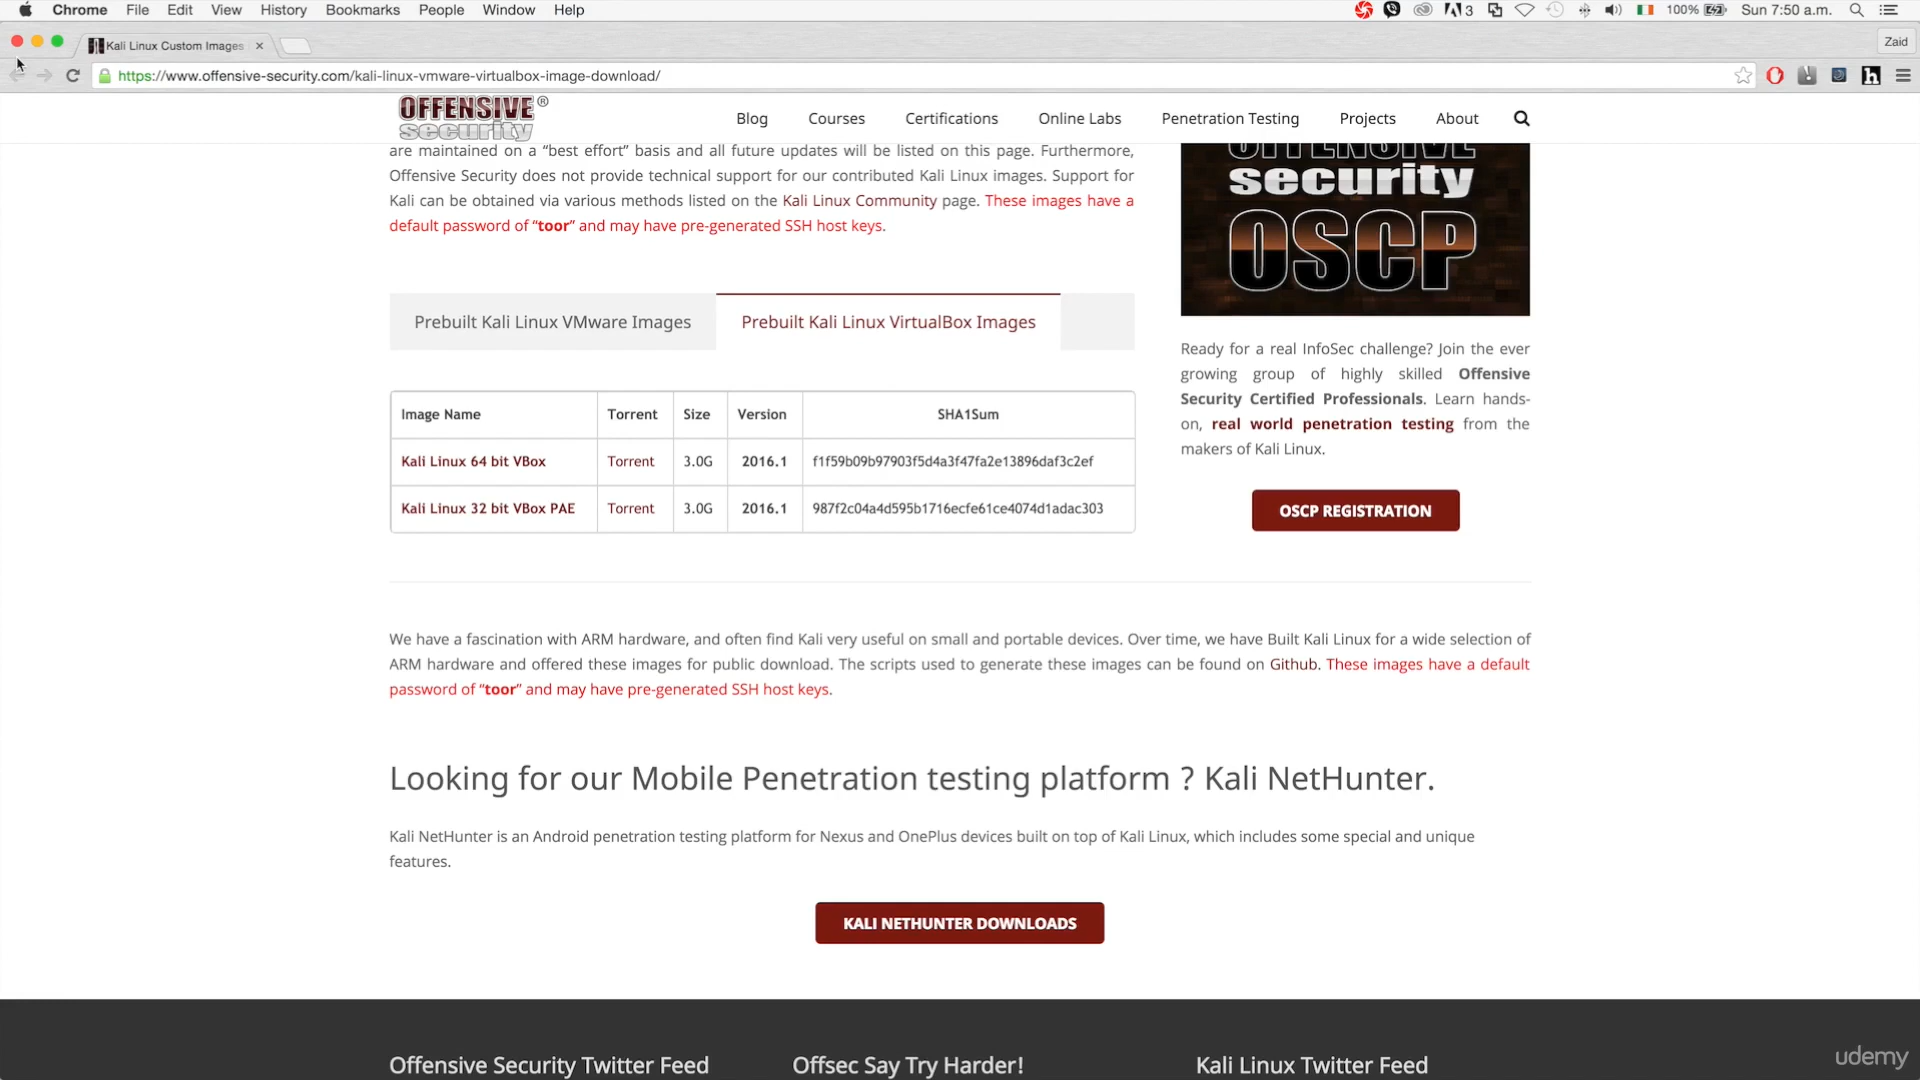 Chrome File Edit View History Bookmarks People Window Help 3 100% Sun 7:50 a.m.
Kali Linux Custom Images Zaid
https://www.offensive-security.com/kali-linux-vmware-virtualbox-image-download/
OFFENSIVE®
security
Blog Courses Certifications Online Labs Penetration Testing Projects About
are maintained on a “best effort” basis and all future updates will be listed on this page. Furthermore,
Offensive Security does not provide technical support for our contributed Kali Linux images. Support for
Kali can be obtained via various methods listed on the Kali Linux Community page. These images have a
default password of “toor” and may have pre-generated SSH host keys.
OFFENSIVE
security
OSCP
Prebuilt Kali Linux VMware Images Prebuilt Kali Linux VirtualBox Images
Image Name Torrent Size Version SHA1Sum
Kali Linux 64 bit VBox Torrent 3.0G 2016.1 f1f59b09b97903f5d4a3f47fa2e13896daf3c2ef
Kali Linux 32 bit VBox PAE Torrent 3.0G 2016.1 987f2c04a4d595b1716ecfe61ce4074d1adac303
Ready for a real InfoSec challenge? Join the ever
growing group of highly skilled Offensive
Security Certified Professionals. Learn hands-
on, real world penetration testing from the
makers of Kali Linux.
OSCP REGISTRATION
We have a fascination with ARM hardware, and often find Kali very useful on small and portable devices. Over time, we have Built Kali Linux for a wide selection of
ARM hardware and offered these images for public download. The scripts used to generate these images can be found on Github. These images have a default
password of “toor” and may have pre-generated SSH host keys.
Looking for our Mobile Penetration testing platform ? Kali NetHunter.
Kali NetHunter is an Android penetration testing platform for Nexus and OnePlus devices built on top of Kali Linux, which includes some special and unique
features.
KALI NETHUNTER DOWNLOADS
Offensive Security Twitter Feed Offsec Say Try Harder! Kali Linux Twitter Feed
udemy